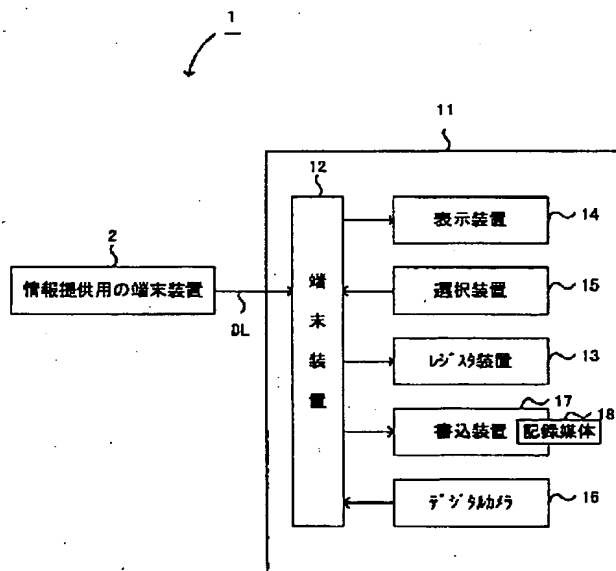 1
11
12
表示装置
14
2
情報提供用の端末装置
DL
端末装置
選択装置
15
レジスタ装置
13
17
書込装置
記録媒体
18
デジタルカメラ
16